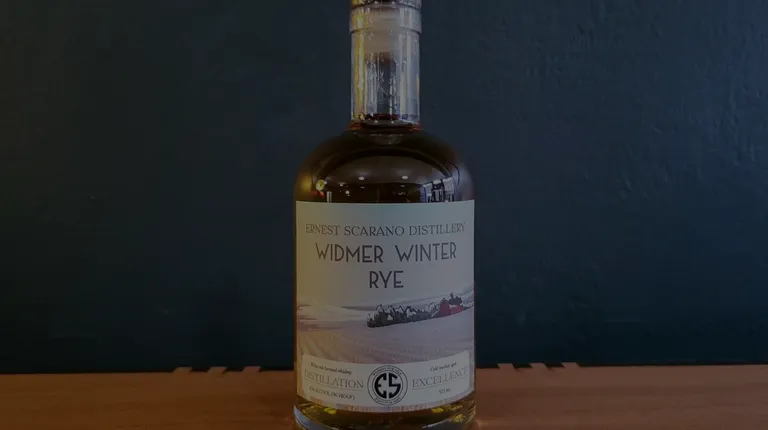 ERNEST SCARANO DISTILLERY
WIDMER WINTER
RYE
DISTILLATION
ES
EXCELLENCE